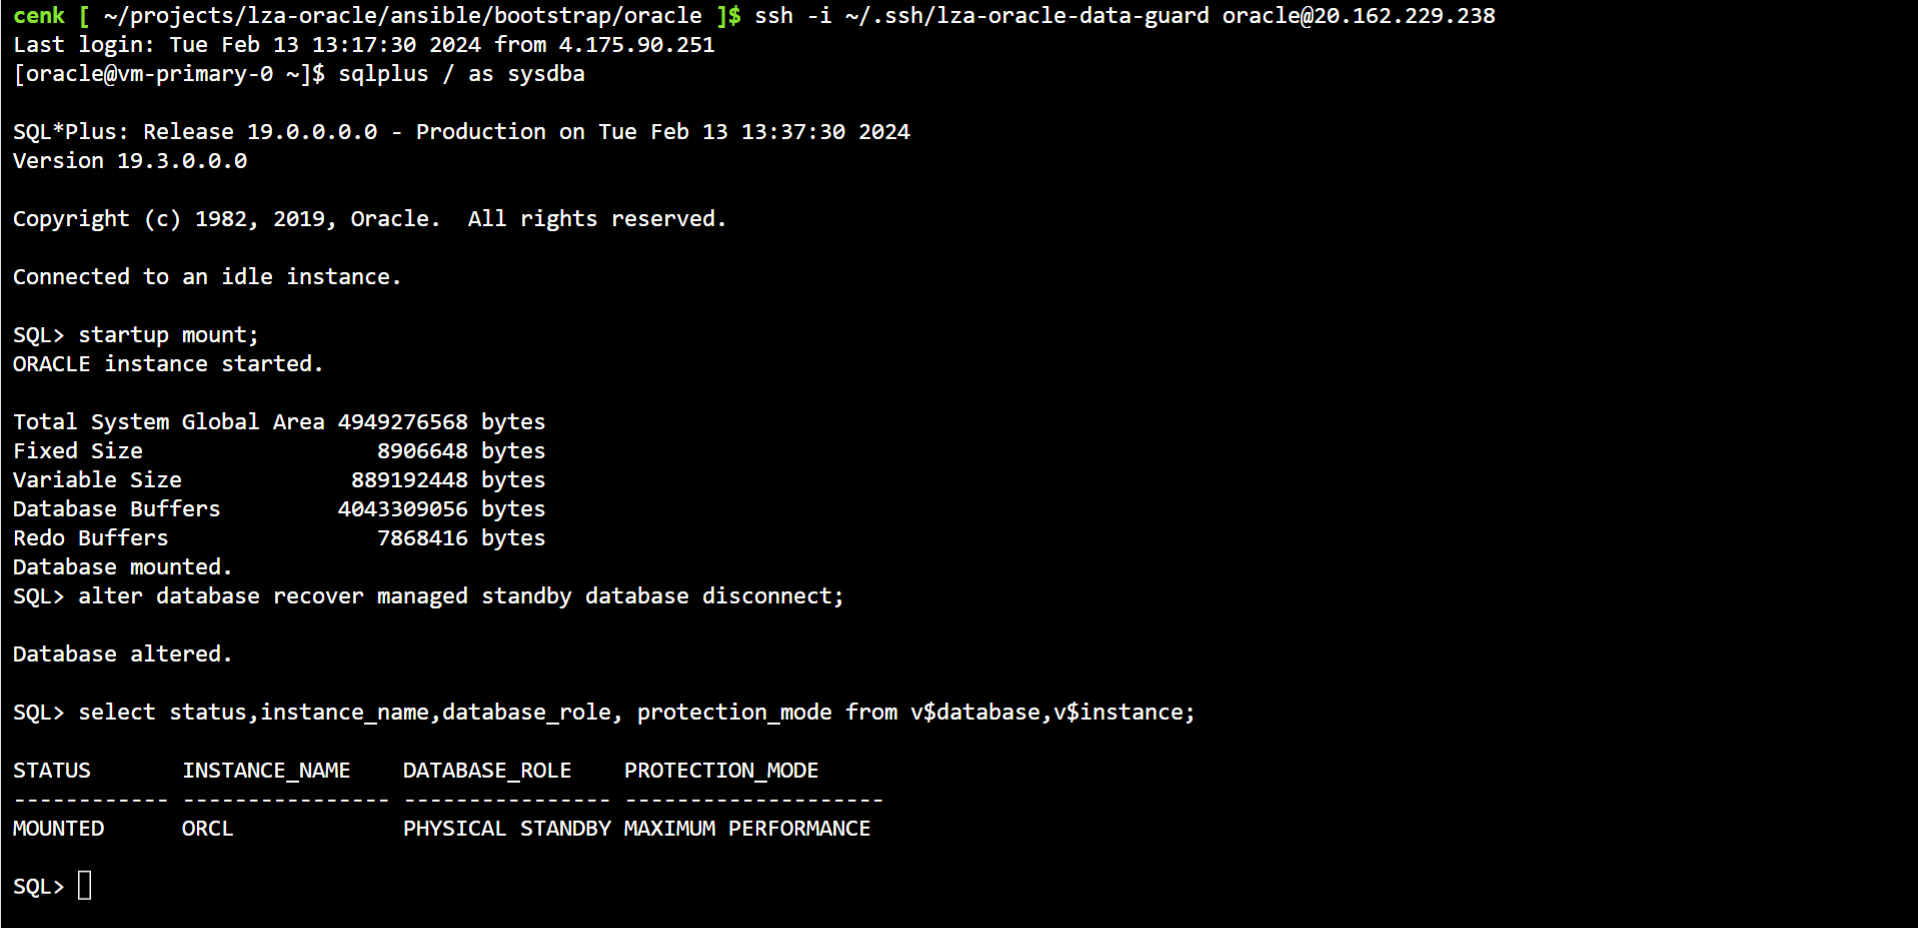 cenk [ ~/projects/lza-oracle/ansible/bootstrap/oracle ]$ ssh -i ~/.ssh/lza-oracle-data-guard oracle@20.162.229.238
Last login: Tue Feb 13 13:17:30 2024 from 4.175.90.251
[oracle@vm-primary-0 ~]$ sqlplus / as sysdba

SQL*Plus: Release 19.0.0.0.0 - Production on Tue Feb 13 13:37:30 2024
Version 19.3.0.0.0

Copyright (c) 1982, 2019, Oracle.  All rights reserved.

Connected to an idle instance.

SQL> startup mount;
ORACLE instance started.

Total System Global Area 4949276568 bytes
Fixed Size                  8906648 bytes
Variable Size             889192448 bytes
Database Buffers         4043309056 bytes
Redo Buffers                7868416 bytes
Database mounted.
SQL> alter database recover managed standby database disconnect;

Database altered.

SQL> select status,instance_name,database_role, protection_mode from v$database,v$instance;

STATUS       INSTANCE_NAME    DATABASE_ROLE    PROTECTION_MODE
------------ ---------------- ---------------- --------------------
MOUNTED      ORCL             PHYSICAL STANDBY MAXIMUM PERFORMANCE

SQL>